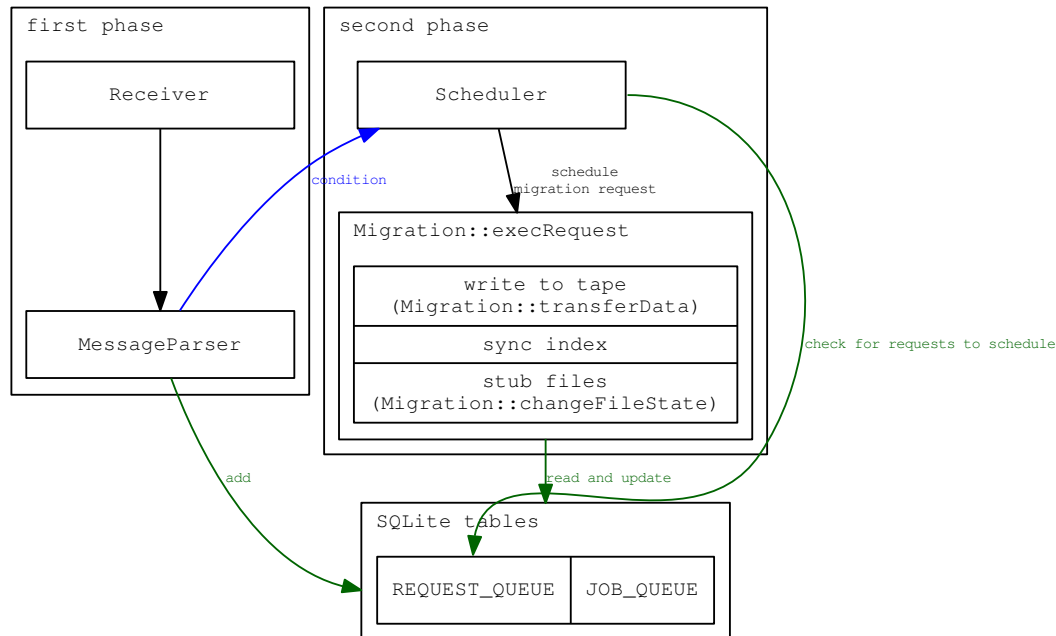 first phase
Receiver
MessageParser
second phase
Scheduler
condition
schedule
migration request
Migration::execRequest
write to tape
(Migration::transferData)
sync index
stub files
(Migration::changeFileState)
check for requests to schedule
add
read and update
SQLite tables
REQUEST_QUEUE
JOB_QUEUE